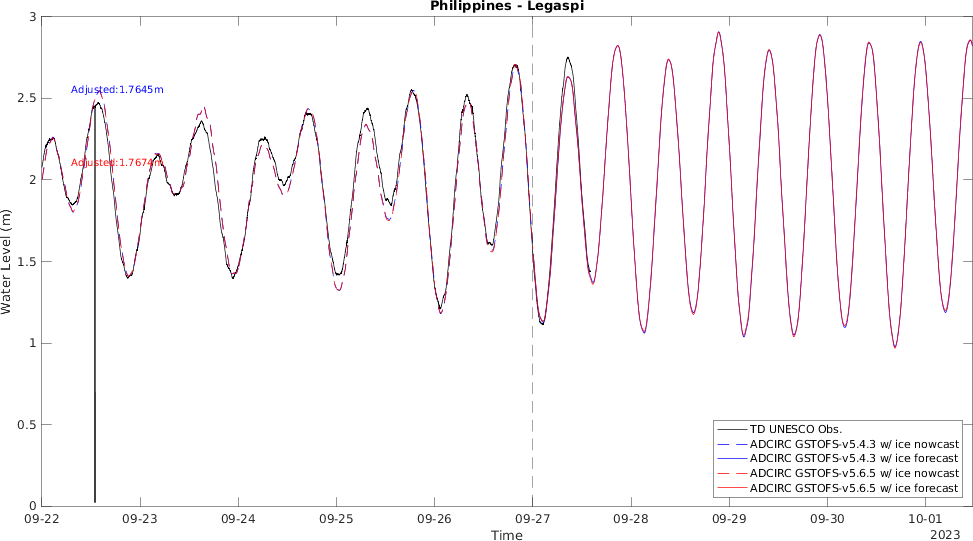 Philippines - Legaspi
3
2.5
2
1.5
1
0.5
0
Water Level (m)
Adjusted:1.7645m
Adjusted:1.7674m
TD UNESCO Obs.
ADCIRC GSTOFS-v5.4.3 w/ ice nowcast
ADCIRC GSTOFS-v5.4.3 w/ ice forecast
ADCIRC GSTOFS-v5.6.5 w/ ice nowcast
ADCIRC GSTOFS-v5.6.5 w/ ice forecast
09-22 09-23 09-24 09-25 09-26 09-27 09-28 09-29 09-30 10-01
Time
2023